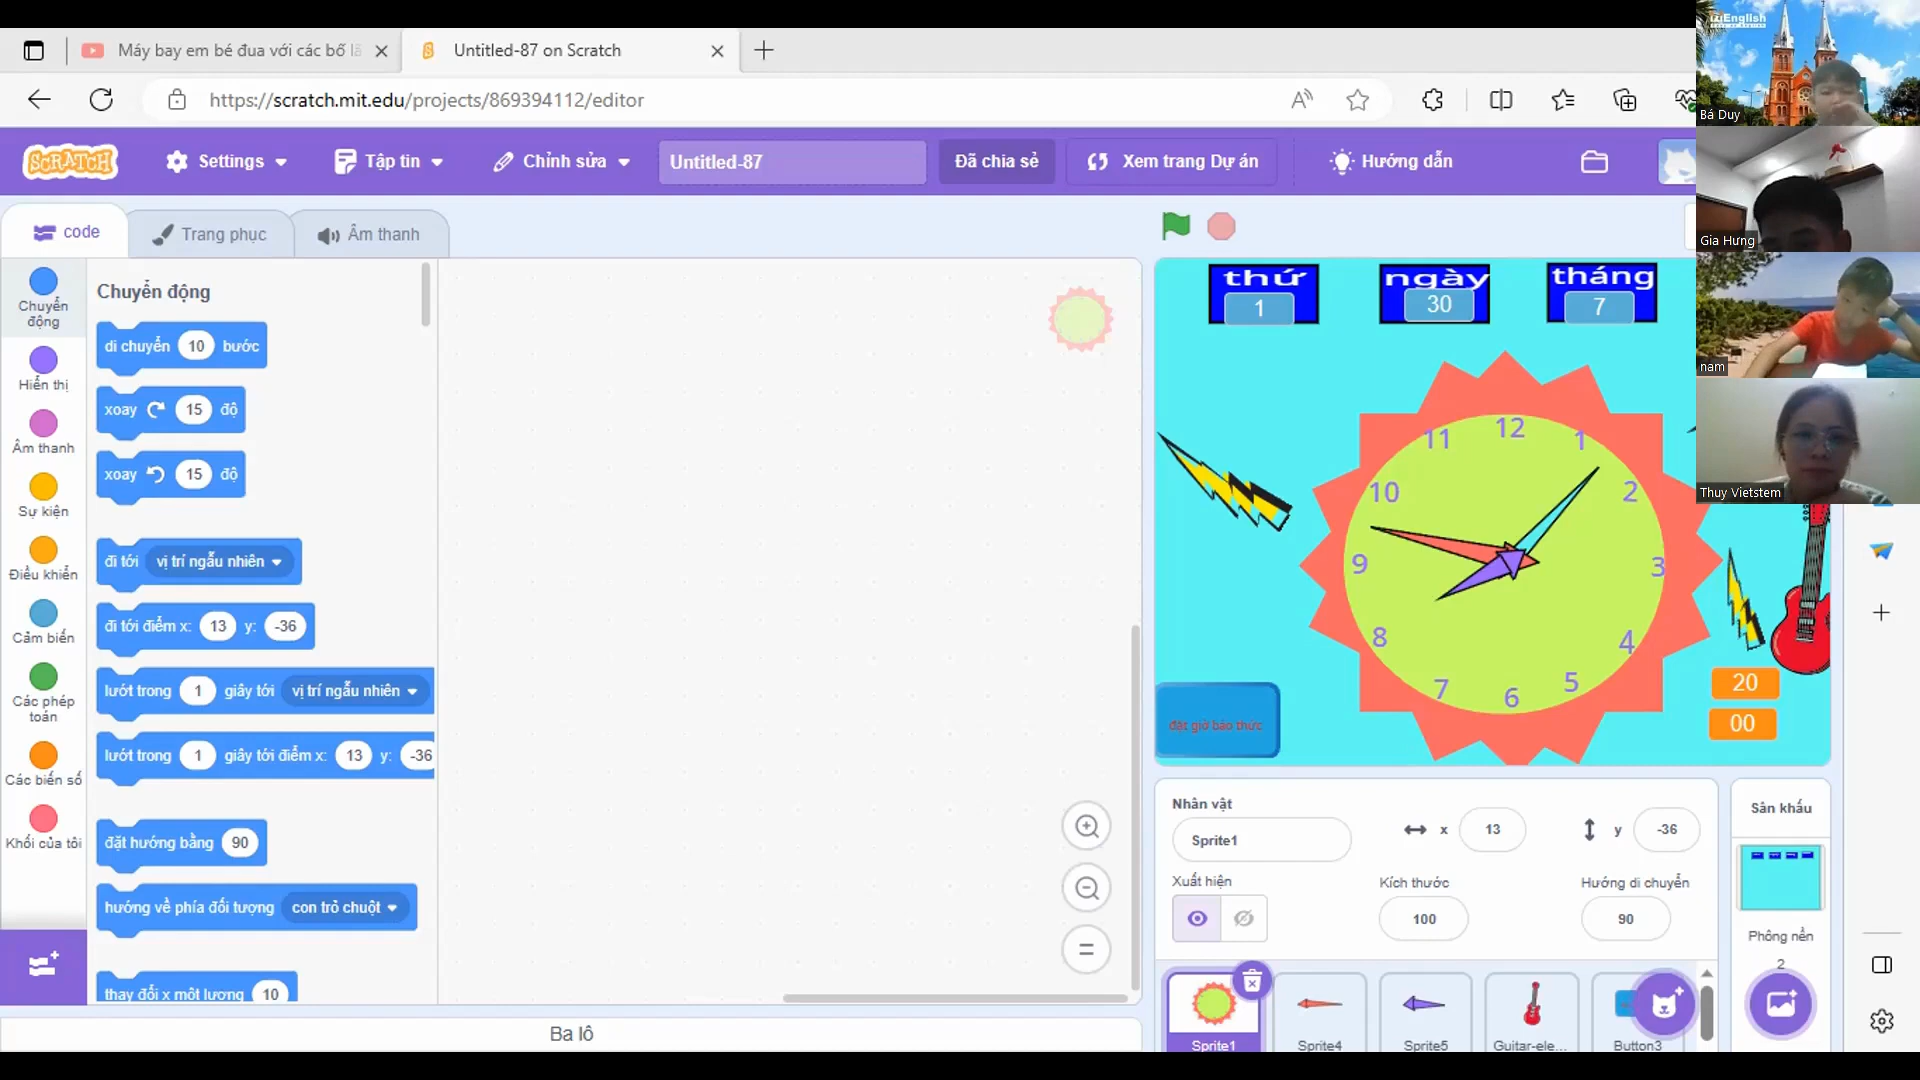 Máy bay em bé đua với các bố lã
Untitled-87 on Scratch
https://scratch.mit.edu/projects/869394112/editor
SCRATCH
Settings
Tập tin
Chỉnh sửa
Untitled-87
Đã chia sẻ
Xem trang Dự án
Hướng dẫn
code
Trang phục
Âm thanh
Chuyển động
Hiển thị
Âm thanh
Sự kiện
Điều khiển
Cảm biến
Các phép toán
Các biến số
Khối của tôi
Chuyển động
di chuyển 10 bước
xoay 15 độ
xoay 15 độ
đi tới vị trí ngẫu nhiên
đi tới điểm x: 13 y: -36
lướt trong 1 giây tới vị trí ngẫu nhiên
lướt trong 1 giây tới điểm x: 13 y: -36
đặt hướng bằng 90
hướng về phía đối tượng con trỏ chuột
thay đổi x một lượng 10
Ba lô
thứ
1
ngày
30
tháng
7
12
1
2
3
4
5
6
7
8
9
10
11
đặt giờ báo thức
20
00
Nhân vật
Sprite1
x 13
y -36
Xuất hiện
Kích thước
100
Hướng di chuyển
90
Sprite1
Sprite4
Sprite5
Guitar-ele...
Button3
Sân khấu
Phông nền
2
English
Bá Duy
Gia Hưng
nam
Thuy Vietstem